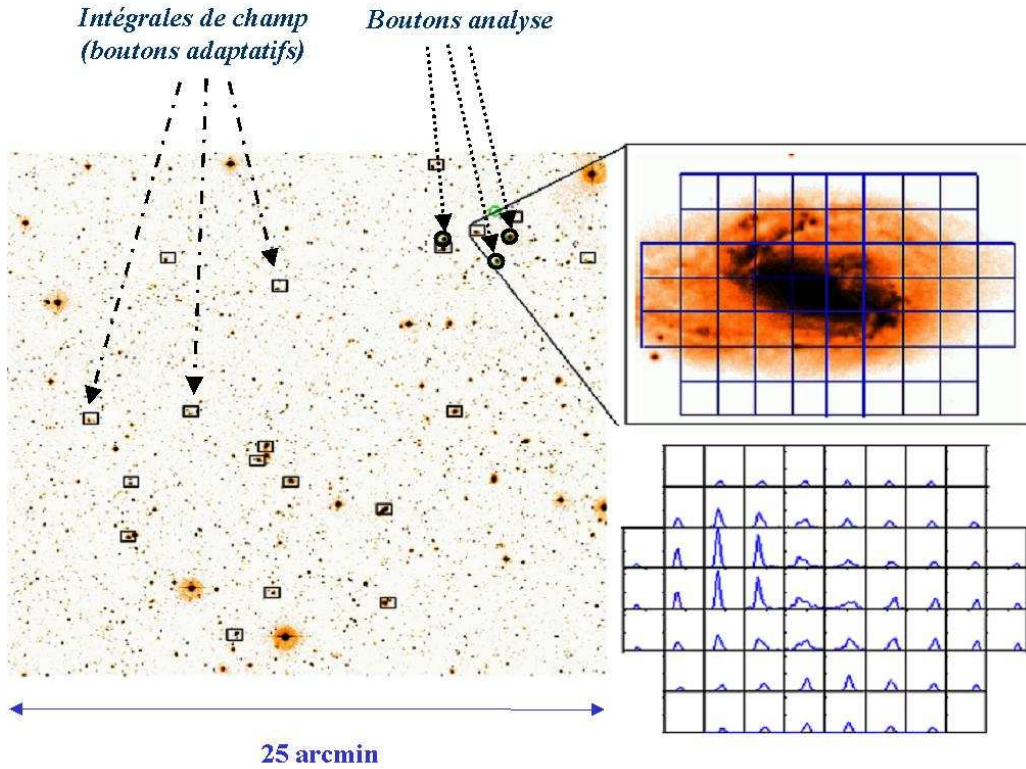 Intégrales de champ
(boutons adaptatifs)
Boutons analyse
25 arcmin